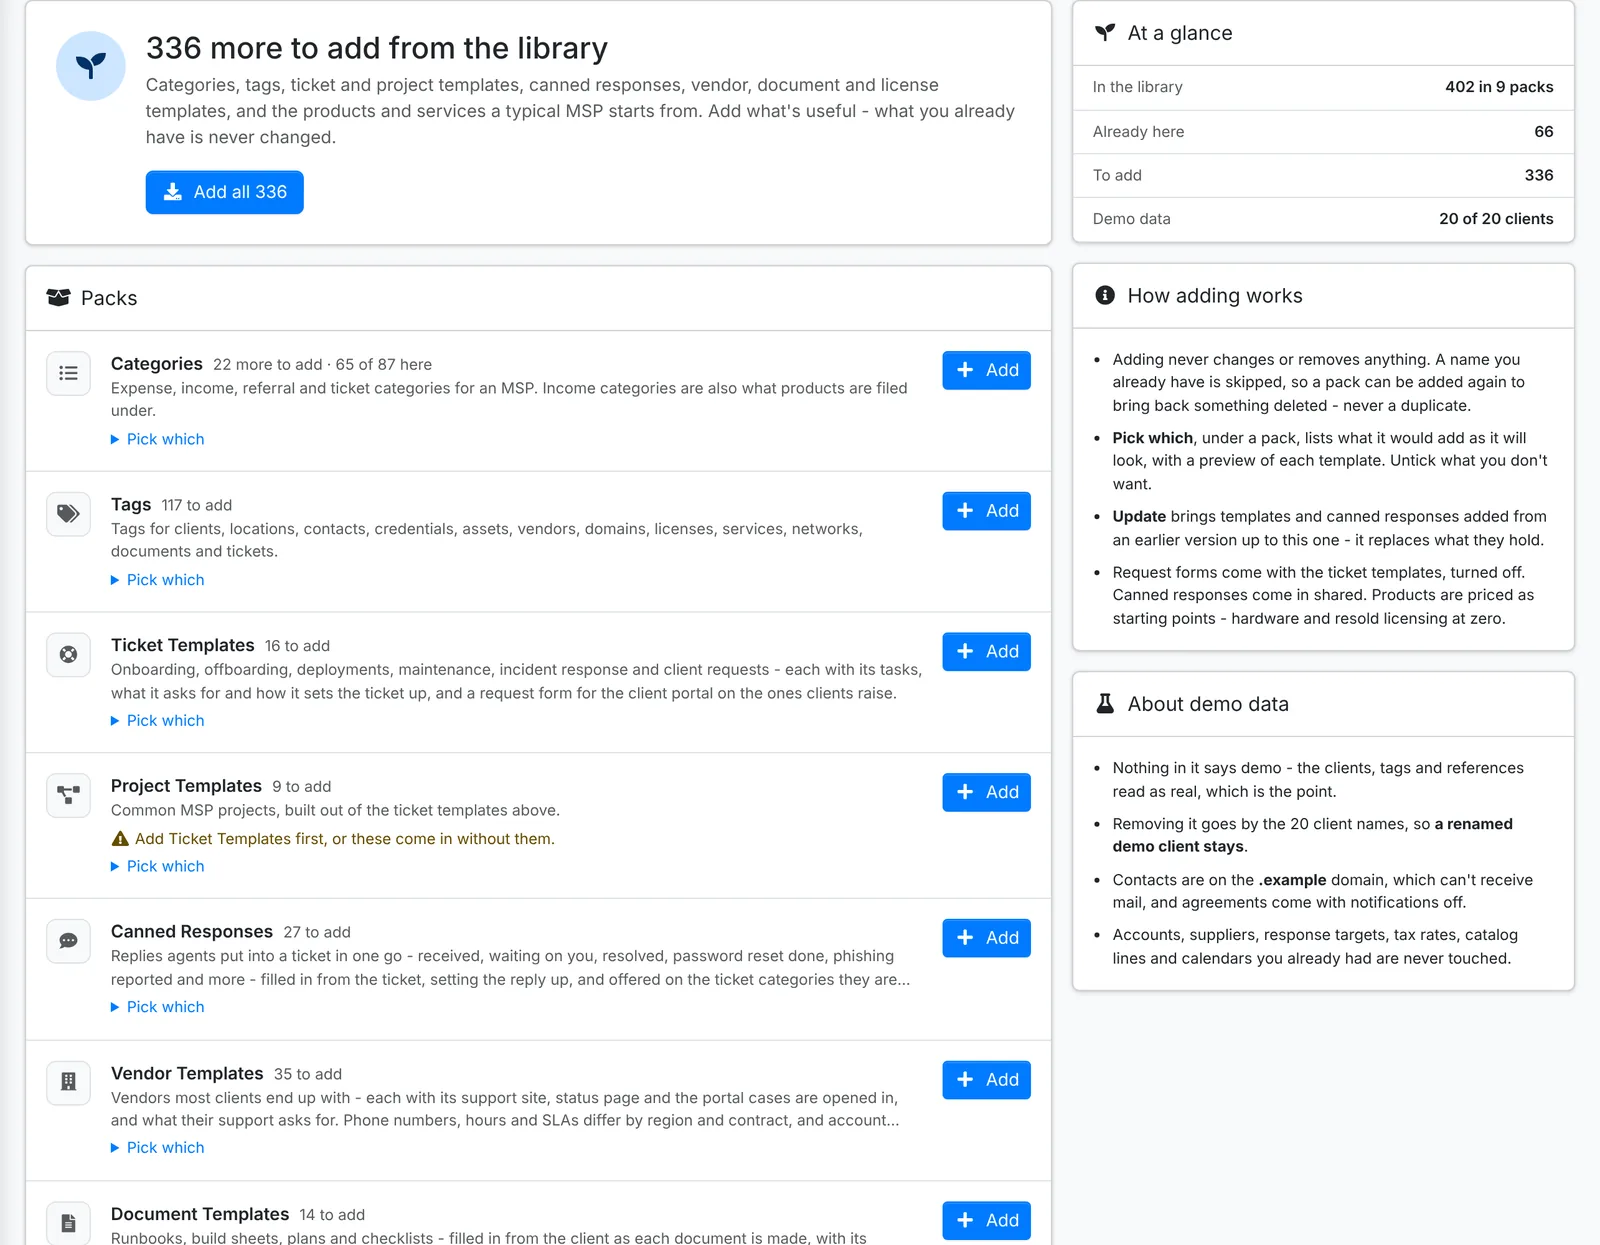 336 more to add from the library
Categories, tags, ticket and project templates, canned responses, vendor, document and license
templates, and the products and services a typical MSP starts from. Add what's useful - what you already
have is never changed.
Add all 336
Packs
Categories 22 more to add · 65 of 87 here
Expense, income, referral and ticket categories for an MSP. Income categories are also what products are filed
under.
Pick which
Add
Tags 117 to add
Tags for clients, locations, contacts, credentials, assets, vendors, domains, licenses, services, networks,
documents and tickets.
Pick which
Add
Ticket Templates 16 to add
Onboarding, offboarding, deployments, maintenance, incident response and client requests - each with its tasks,
what it asks for and how it sets the ticket up, and a request form for the client portal on the ones clients raise.
Pick which
Add
Project Templates 9 to add
Common MSP projects, built out of the ticket templates above.
Add Ticket Templates first, or these come in without them.
Pick which
Add
Canned Responses 27 to add
Replies agents put into a ticket in one go - received, waiting on you, resolved, password reset done, phishing
reported and more - filled in from the ticket, setting the reply up, and offered on the ticket categories they are...
Pick which
Add
Vendor Templates 35 to add
Vendors most clients end up with - each with its support site, status page and the portal cases are opened in,
and what their support asks for. Phone numbers, hours and SLAs differ by region and contract, and account...
Pick which
Add
Document Templates 14 to add
Runbooks, build sheets, plans and checklists - filled in from the client as each document is made, with its
Add
At a glance
In the library 402 in 9 packs
Already here 66
To add 336
Demo data 20 of 20 clients
How adding works
• Adding never changes or removes anything. A name you
already have is skipped, so a pack can be added again to
bring back something deleted - never a duplicate.
• Pick which, under a pack, lists what it would add as it will
look, with a preview of each template. Untick what you don't
want.
• Update brings templates and canned responses added from
an earlier version up to this one - it replaces what they hold.
• Request forms come with the ticket templates, turned off.
Canned responses come in shared. Products are priced as
starting points - hardware and resold licensing at zero.
About demo data
• Nothing in it says demo - the clients, tags and references
read as real, which is the point.
• Removing it goes by the 20 client names, so a renamed
demo client stays.
• Contacts are on the .example domain, which can't receive
mail, and agreements come with notifications off.
• Accounts, suppliers, response targets, tax rates, catalog
lines and calendars you already had are never touched.